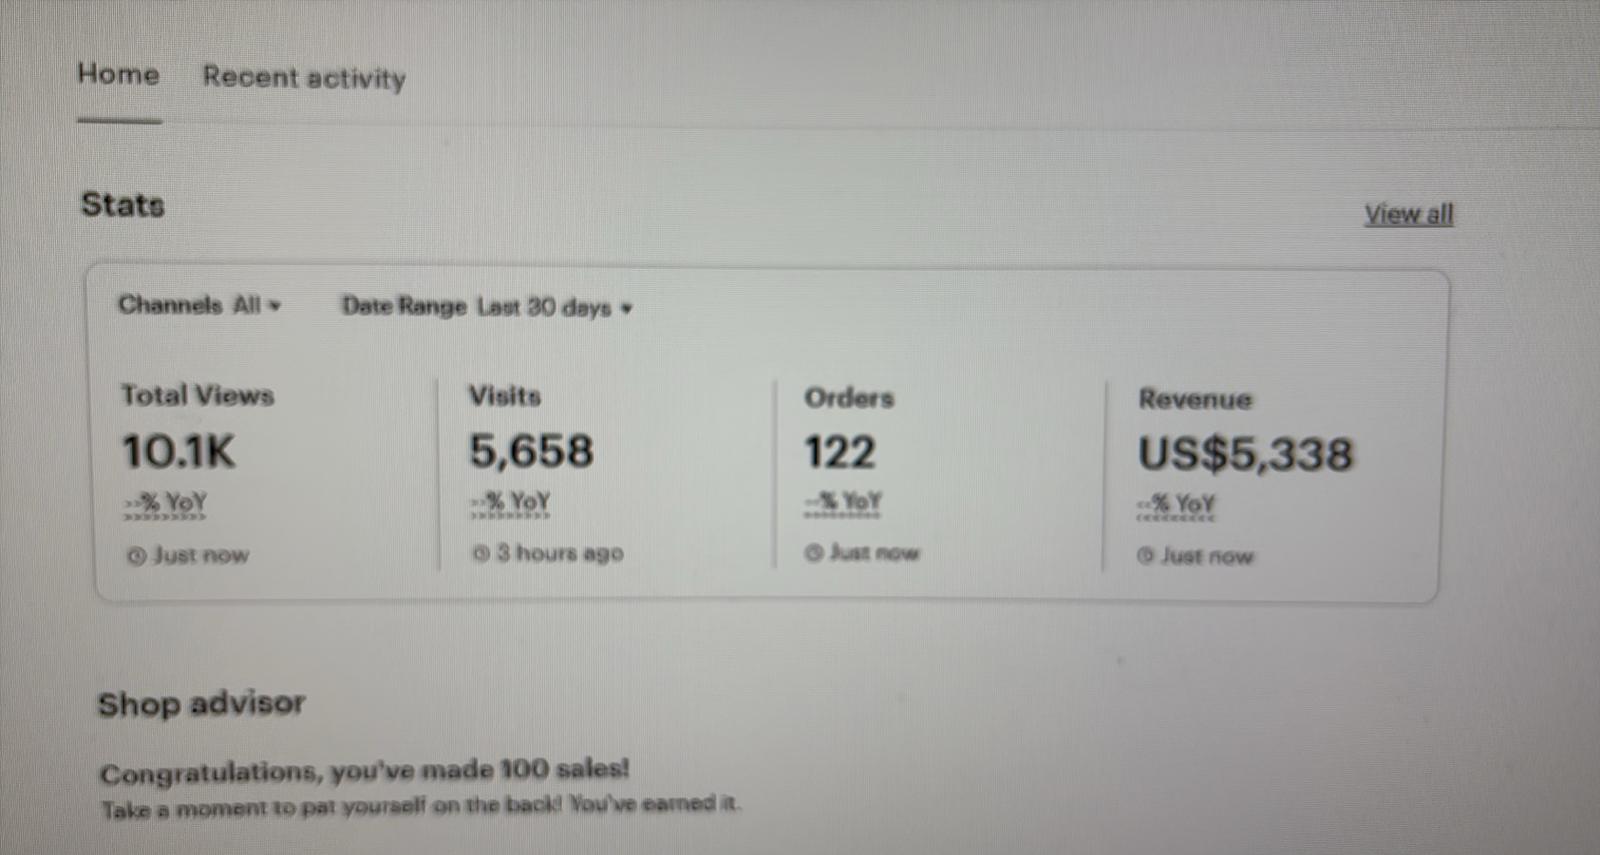 Home Recent activity
Stats
View all
Channels All Date Range Last 30 days
Total Views Visits Orders Revenue
10.1K 5,658 122 US$5,338
--% YoY --% YoY --% YoY --% YoY
Just now 3 hours ago Just now Just now
Shop advisor
Congratulations, you've made 100 sales!
Take a moment to pat yourself on the back! You've earned it.